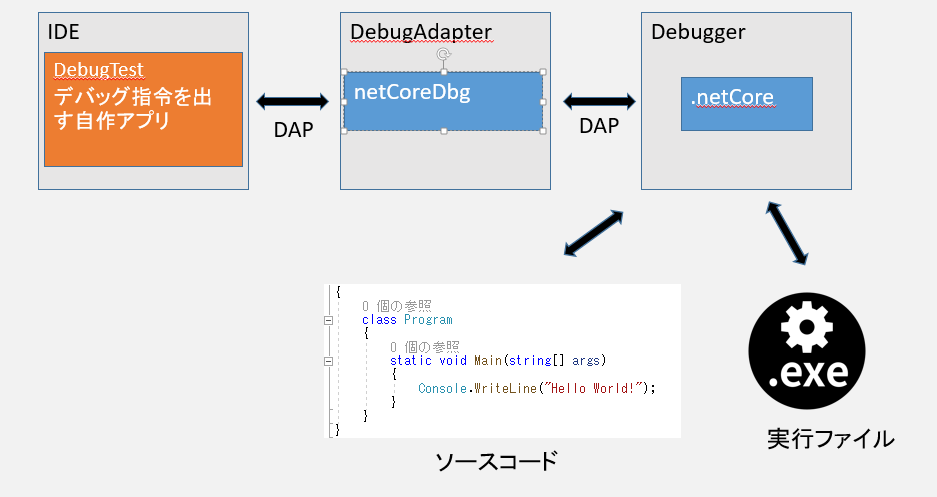 IDE
DebugTest
デバッグ指令を出
す自作アプリ
DAP
DebugAdapter
netCoreDbg
DAP
Debugger
.netCore
{
0 個の参照
class Program
{
0 個の参照
static void Main(string[] args)
{
Console.WriteLine("Hello World!");
}
}
}
ソースコード
.exe
実行ファイル